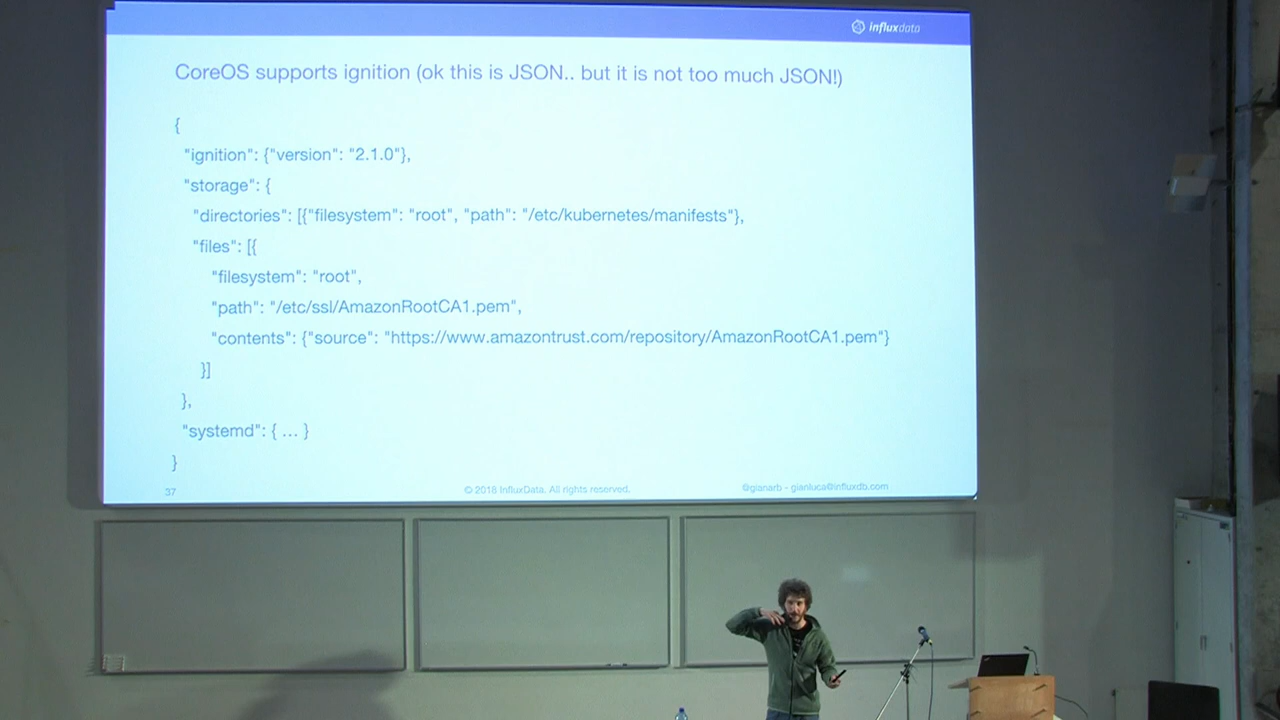 influxdata
CoreOS supports ignition (ok this is JSON.. but it is not too much JSON!)
{
"ignition": {"version": "2.1.0"},
"storage": {
"directories": [{"filesystem": "root", "path": "/etc/kubernetes/manifests"},
"files": [{
"filesystem": "root",
"path": "/etc/ssl/AmazonRootCA1.pem",
"contents": {"source": "https://www.amazontrust.com/repository/AmazonRootCA1.pem"}
}]
},
"systemd": { ... }
}
37
© 2018 InfluxData. All rights reserved.
@gianarb - gianluca@influxdb.com